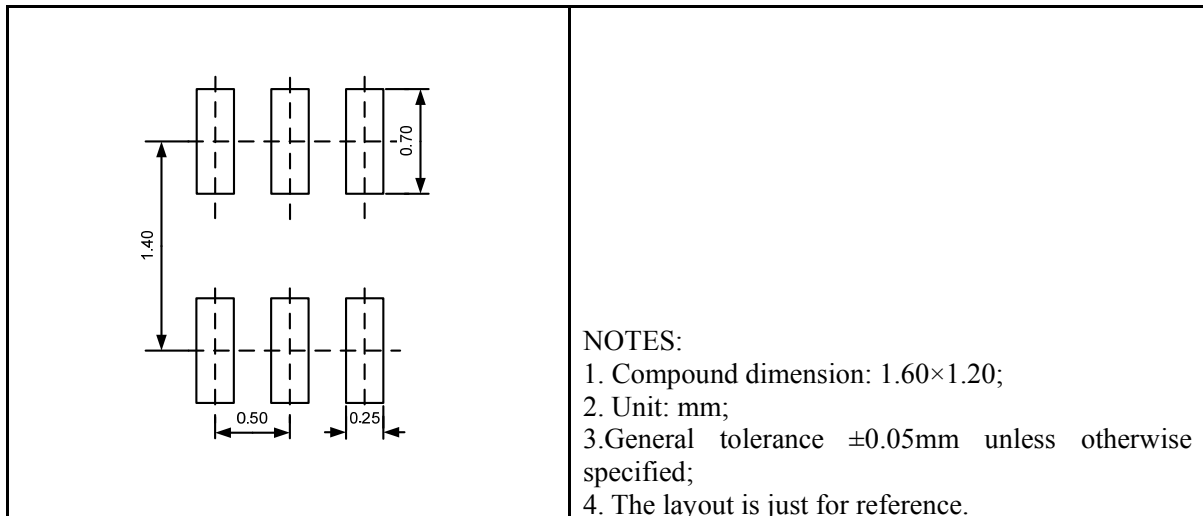 0.70
1.40
0.50
0.25
NOTES:
1. Compound dimension: 1.60×1.20;
2. Unit: mm;
3.General tolerance ±0.05mm unless otherwise
specified;
4. The layout is just for reference.